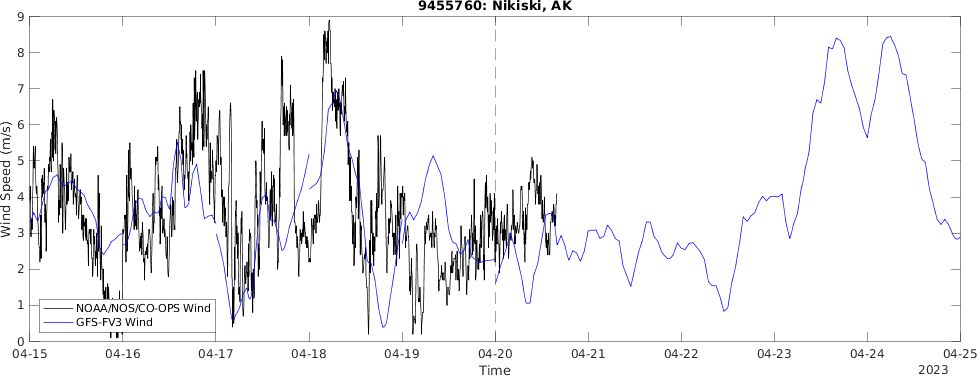 9455760: Nikiski, AK
9
8
7
6
5
4
3
2
1
0
Wind Speed (m/s)
NOAA/NOS/CO-OPS Wind
GFS-FV3 Wind
04-15 04-16 04-17 04-18 04-19 04-20 04-21 04-22 04-23 04-24 04-25
Time
2023